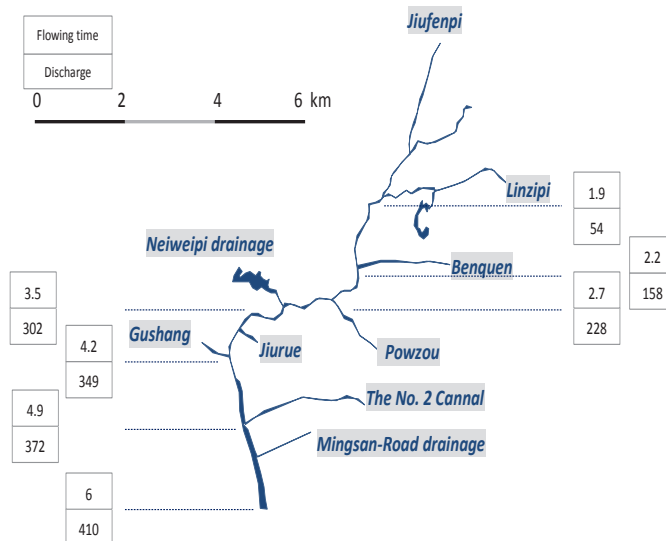 Jiufenpi
Flowing time
Discharge
0 2 4 6 km
Linzipi
1.9
54
Neiweipi drainage
Benquen
2.2
158
3.5
302
2.7
228
Gushang
Jiurue
Powzou
4.2
349
The No. 2 Cannal
4.9
372
Mingsan-Road drainage
6
410